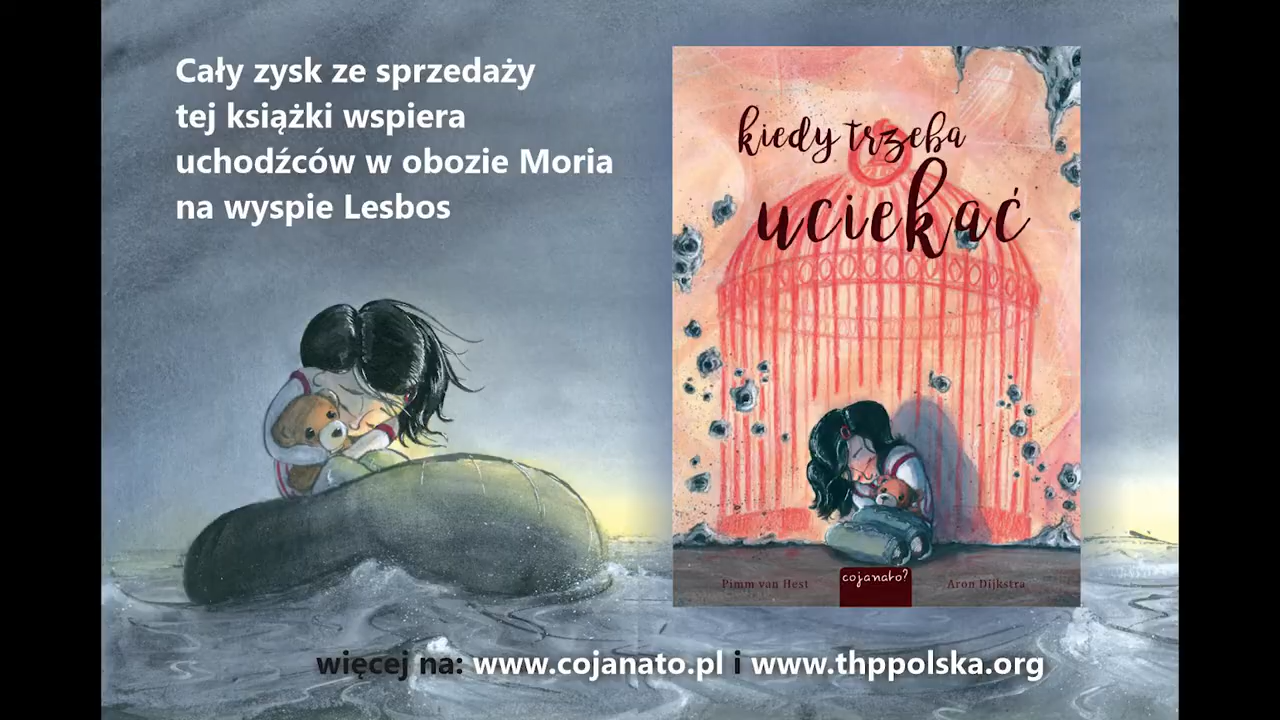 Cały zysk ze sprzedaży
tej książki wspiera
uchodźców w obozie Moria
na wyspie Lesbos
kiedy trzeba
uciekać
Pimm van Hest
cojanato?
Aron Dijkstra
więcej na: www.cojanato.pl i www.thppolska.org